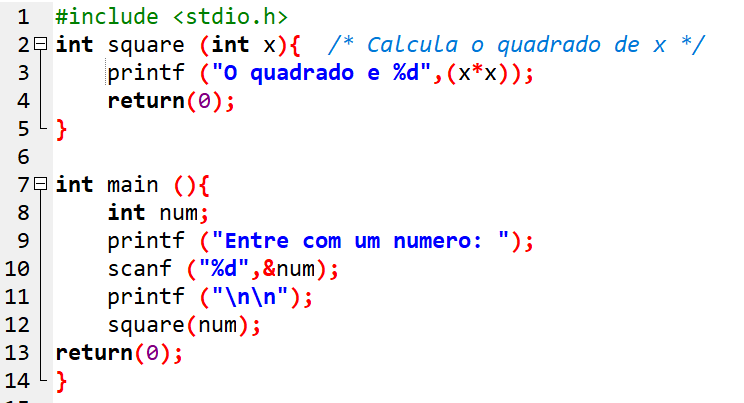 1 #include <stdio.h>
2 int square (int x){ /* Calcula o quadrado de x */
3 printf ("O quadrado e %d",(x*x));
4 return(0);
5 }
6
7 int main (){
8 int num;
9 printf ("Entre com um numero: ");
10 scanf ("%d",&num);
11 printf ("\n\n");
12 square(num);
13 return(0);
14 }